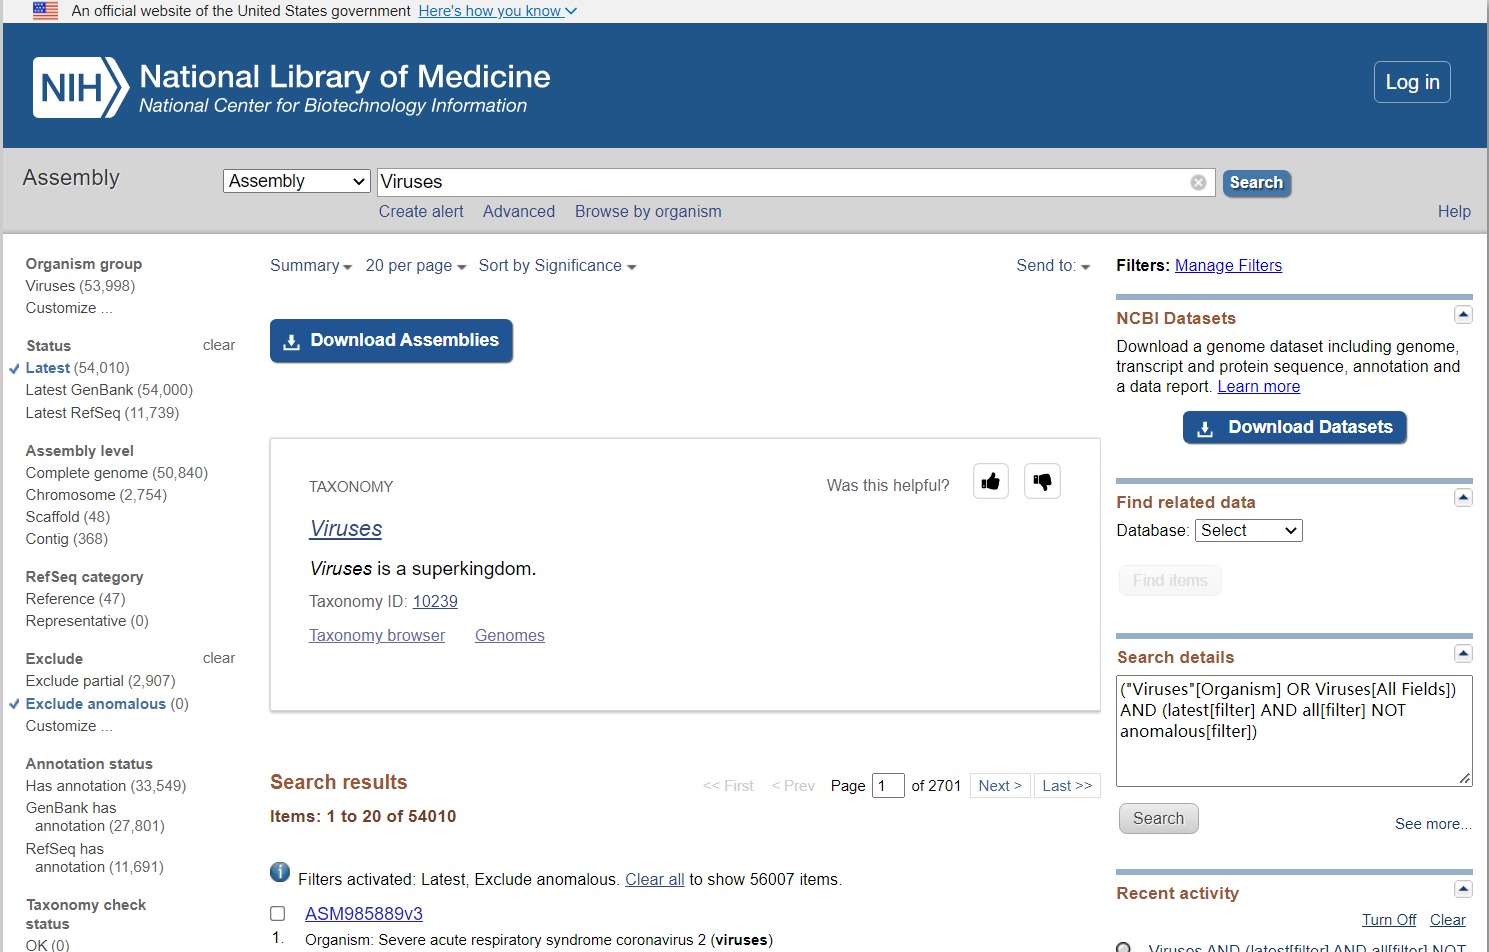 An official website of the United States government Here's how you know
NIH National Library of Medicine
National Center for Biotechnology Information
Log in
Assembly Assembly Viruses Search
Create alert Advanced Browse by organism Help
Organism group
Viruses (53,998)
Customize ...
Status clear
Latest (54,010)
Latest GenBank (54,000)
Latest RefSeq (11,739)
Assembly level
Complete genome (50,840)
Chromosome (2,754)
Scaffold (48)
Contig (368)
RefSeq category
Reference (47)
Representative (0)
Exclude clear
Exclude partial (2,907)
Exclude anomalous (0)
Customize ...
Annotation status
Has annotation (33,549)
GenBank has
annotation (27,801)
RefSeq has
annotation (11,691)
Taxonomy check
status
OK (0)
Summary 20 per page Sort by Significance Send to:
Download Assemblies
TAXONOMY Was this helpful?
Viruses
Viruses is a superkingdom.
Taxonomy ID: 10239
Taxonomy browser Genomes
Search results
<< First < Prev Page 1 of 2701 Next > Last >>
Items: 1 to 20 of 54010
Filters activated: Latest, Exclude anomalous. Clear all to show 56007 items.
ASM985889v3
1. Organism: Severe acute respiratory syndrome coronavirus 2 (viruses)
Filters: Manage Filters
NCBI Datasets
Download a genome dataset including genome,
transcript and protein sequence, annotation and
a data report. Learn more
Download Datasets
Find related data
Database: Select
Find items
Search details
("Viruses"[Organism] OR Viruses[All Fields])
AND (latest[filter] AND all[filter] NOT
anomalous[filter])
Search
See more...
Recent activity
Turn Off Clear
Viruses AND (latest[filter] AND all[filter] NOT